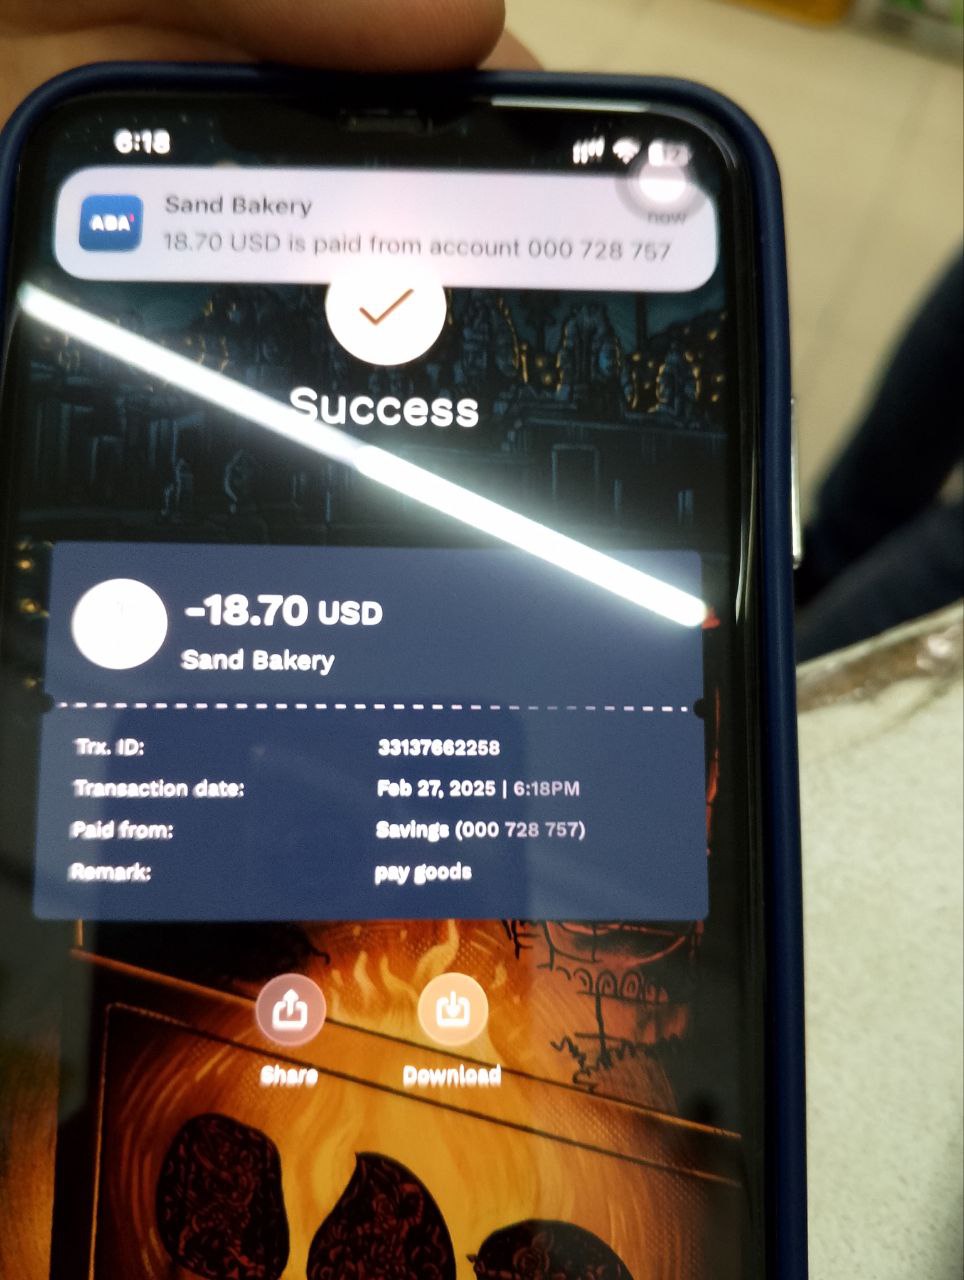 6:18
Sand Bakery
now
ABA'
18.70 USD is paid from account 000 728 757
Success
-18.70 USD
Sand Bakery
Trx. ID: 33137662258
Transaction date: Feb 27, 2025 | 6:18PM
Paid from: Savings (000 728 757)
Remark: pay goods
Share Download